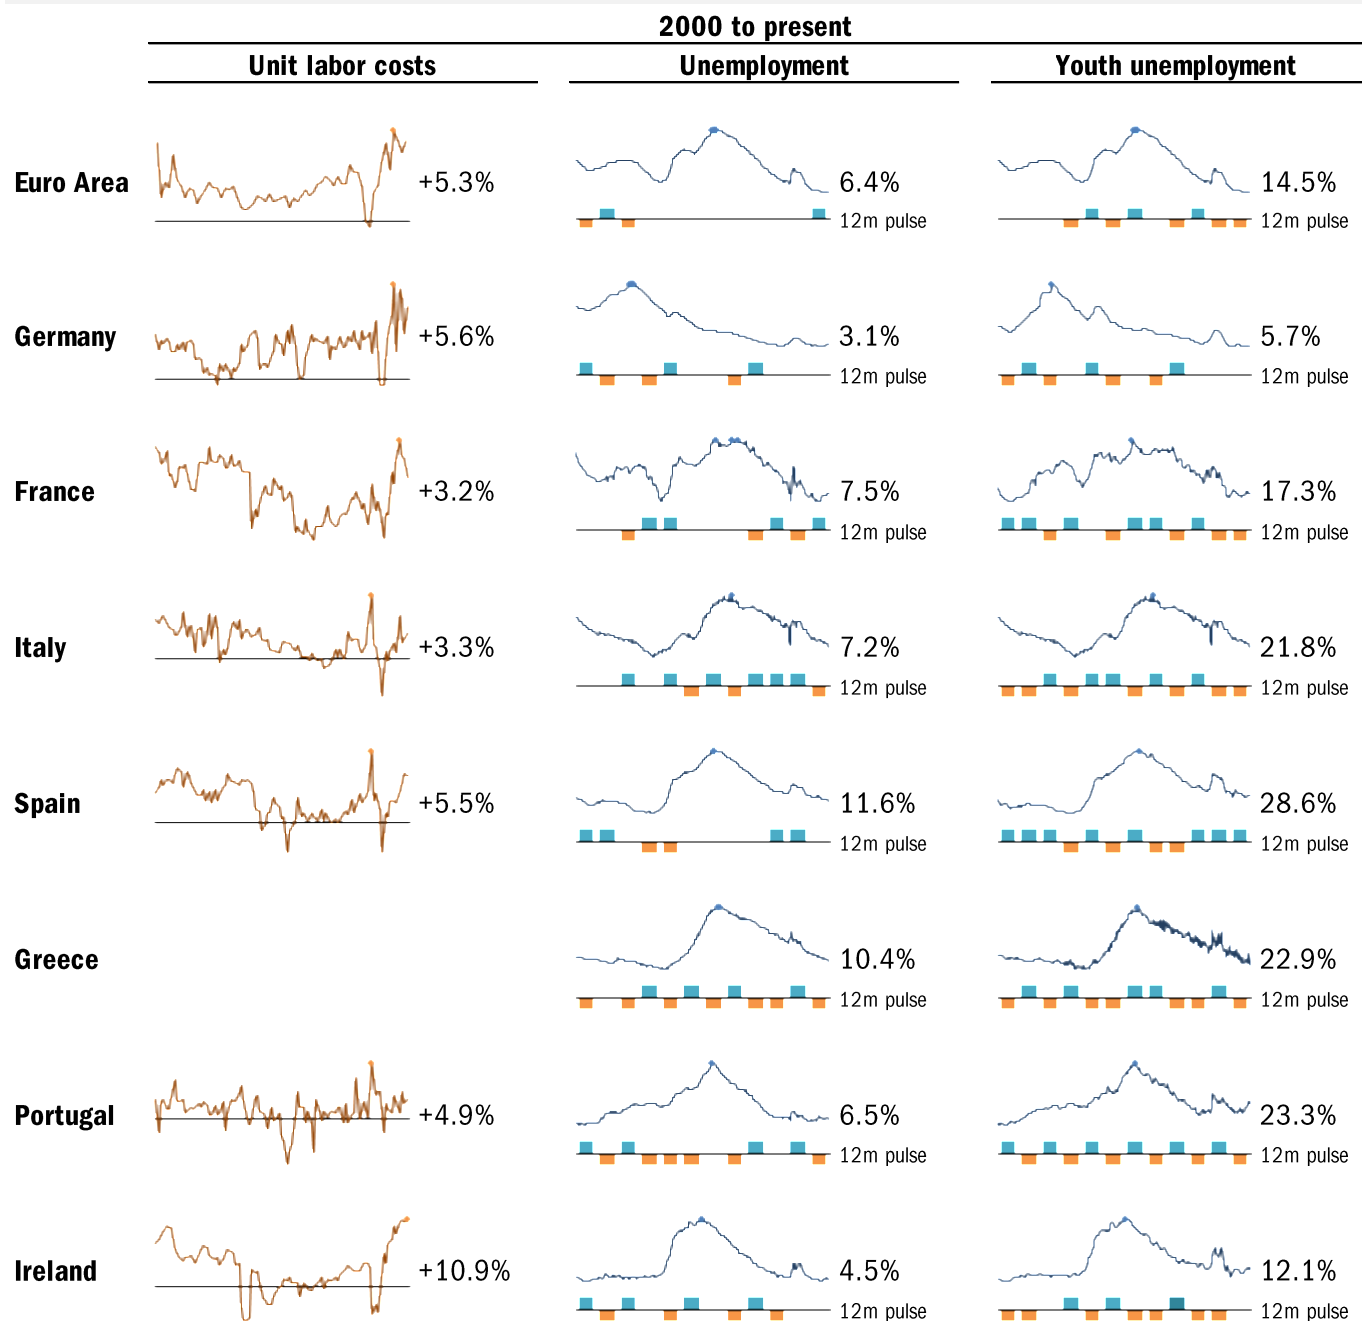 2000 to present
Unit labor costs Unemployment Youth unemployment
Euro Area +5.3% 6.4% 14.5%
12m pulse 12m pulse
Germany +5.6% 3.1% 5.7%
12m pulse 12m pulse
France +3.2% 7.5% 17.3%
12m pulse 12m pulse
Italy +3.3% 7.2% 21.8%
12m pulse 12m pulse
Spain +5.5% 11.6% 28.6%
12m pulse 12m pulse
Greece 10.4% 22.9%
12m pulse 12m pulse
Portugal +4.9% 6.5% 23.3%
12m pulse 12m pulse
Ireland +10.9% 4.5% 12.1%
12m pulse 12m pulse